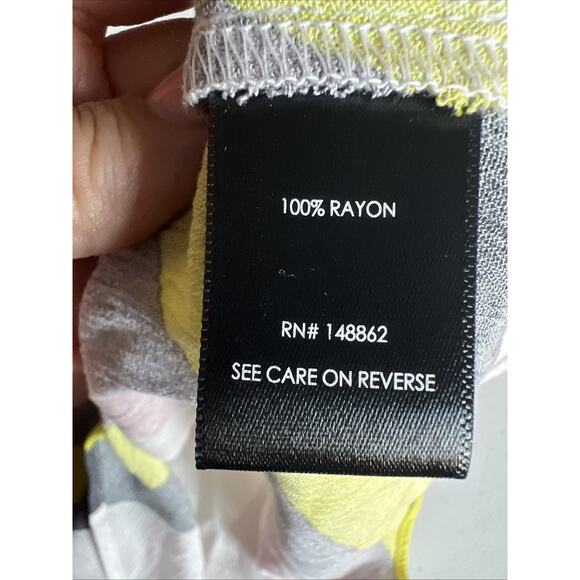 100% RAYON
RN# 148862
SEE CARE ON REVERSE